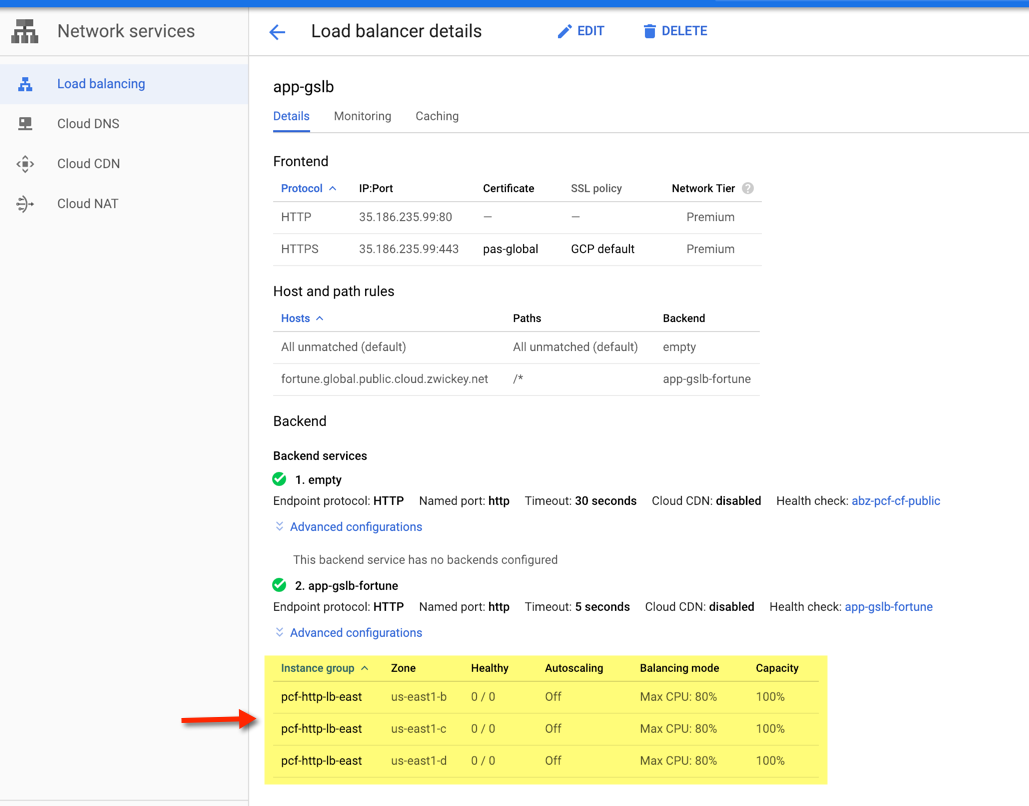 Network services
Load balancer details
EDIT
DELETE
Load balancing
Cloud DNS
Cloud CDN
Cloud NAT
app-gslb
Details Monitoring Caching
Frontend
Protocol IP:Port Certificate SSL policy Network Tier ?
HTTP 35.186.235.99:80 — — Premium
HTTPS 35.186.235.99:443 pas-global GCP default Premium
Host and path rules
Hosts Paths Backend
All unmatched (default) All unmatched (default) empty
fortune.global.public.cloud.zwickey.net /* app-gslb-fortune
Backend
Backend services
1. empty
Endpoint protocol: HTTP Named port: http Timeout: 30 seconds Cloud CDN: disabled Health check: abz-pcf-cf-public
Advanced configurations
This backend service has no backends configured
2. app-gslb-fortune
Endpoint protocol: HTTP Named port: http Timeout: 5 seconds Cloud CDN: disabled Health check: app-gslb-fortune
Advanced configurations
Instance group Zone Healthy Autoscaling Balancing mode Capacity
pcf-http-lb-east us-east1-b 0 / 0 Off Max CPU: 80% 100%
pcf-http-lb-east us-east1-c 0 / 0 Off Max CPU: 80% 100%
pcf-http-lb-east us-east1-d 0 / 0 Off Max CPU: 80% 100%